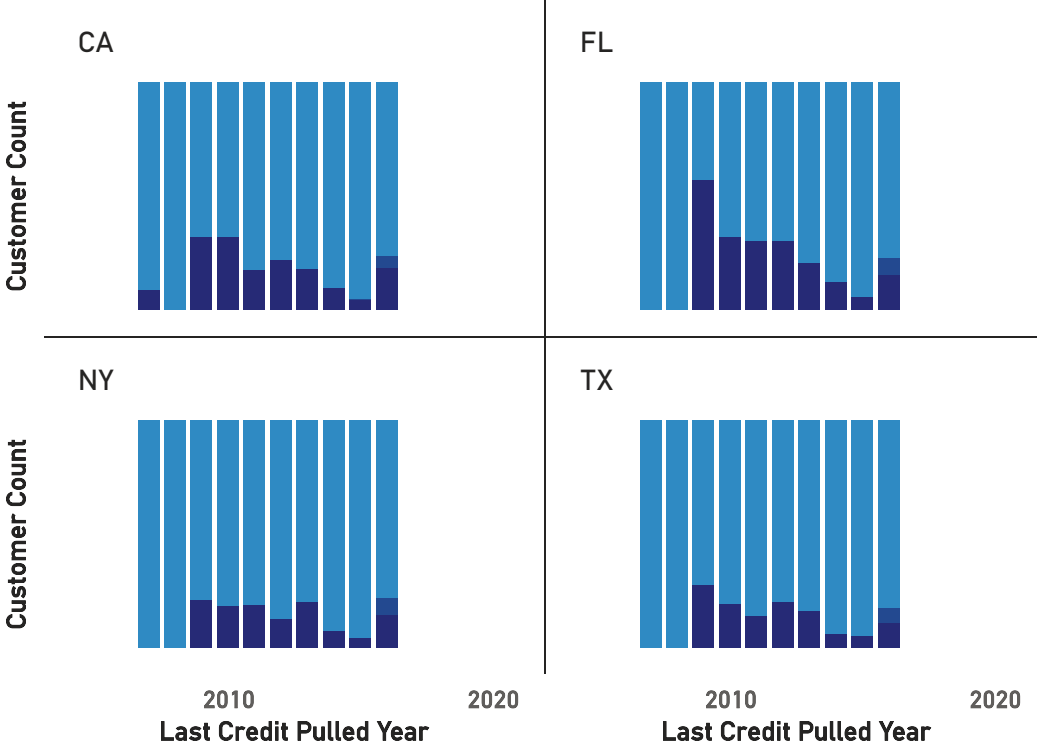 CA
FL
Customer Count
NY
TX
Customer Count
2010
2020
2010
2020
Last Credit Pulled Year
Last Credit Pulled Year